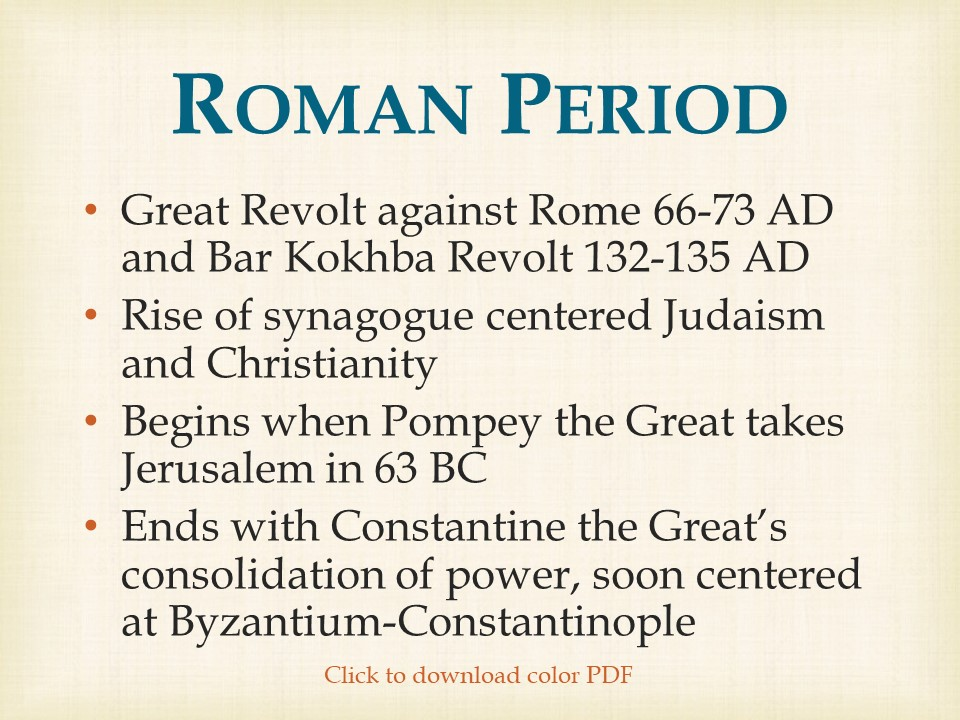 ROMAN PERIOD
• Great Revolt against Rome 66-73 AD
and Bar Kokhba Revolt 132-135 AD
• Rise of synagogue centered Judaism
and Christianity
• Begins when Pompey the Great takes
Jerusalem in 63 BC
• Ends with Constantine the Great’s
consolidation of power, soon centered
at Byzantium-Constantinople
Click to download color PDF